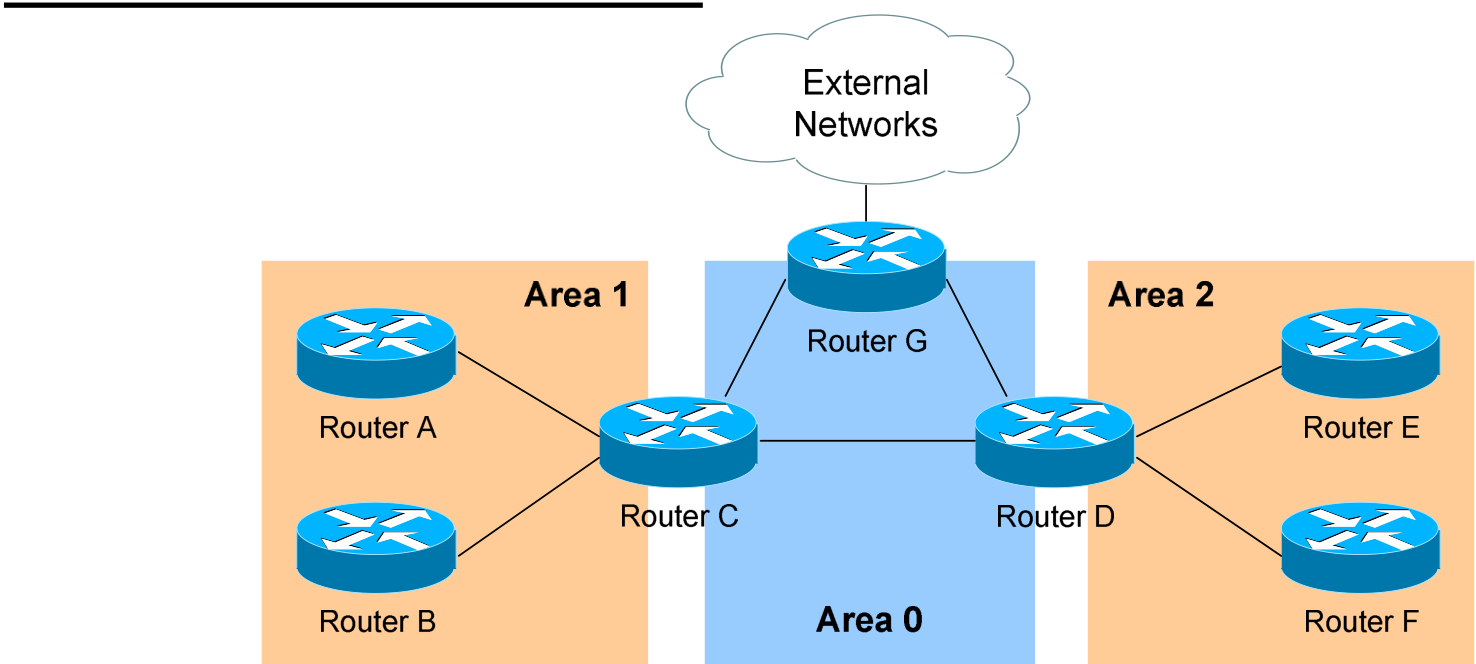 External
Networks
Area 1
Area 2
Router G
Router A
Router E
Router C
Router D
Router B
Area 0
Router F